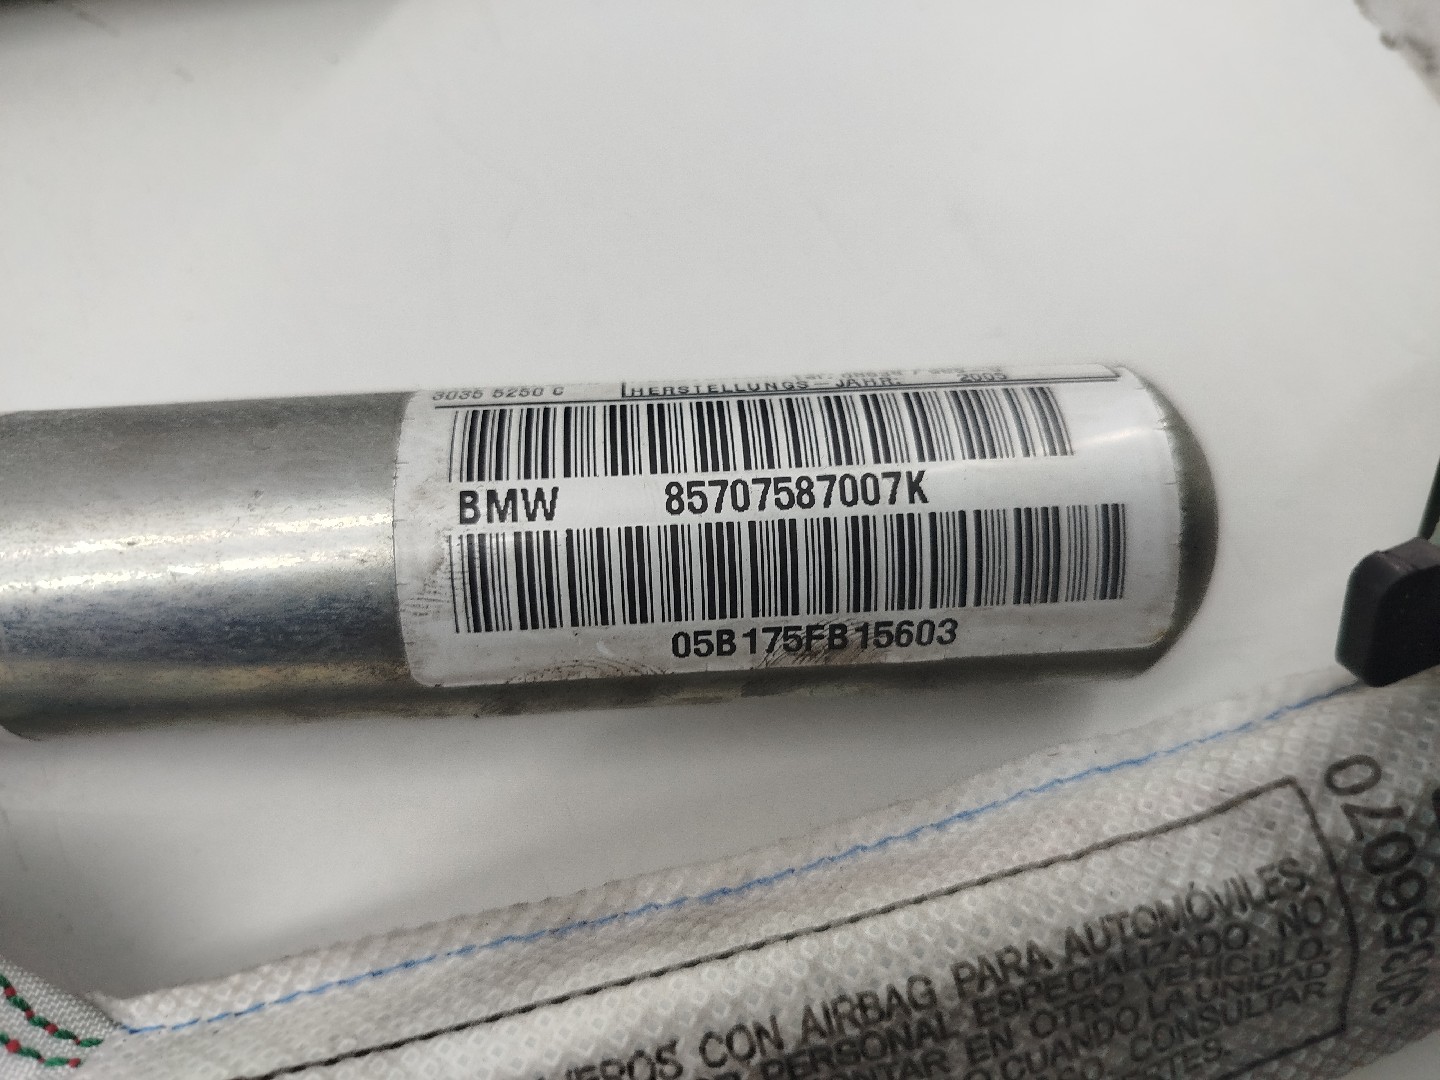 3035 5250 C
HERSTELLUNGS-JAHR: 2005
BMW 85707587007K
05B175FB15603
CON AIRBAG PARA AUTOMÓVILES
PERSONAL ESPECIALIZADO. NO
EN OTRO VEHÍCULO.
CUANDO LA UNIDAD
CONSULTAR
30356070